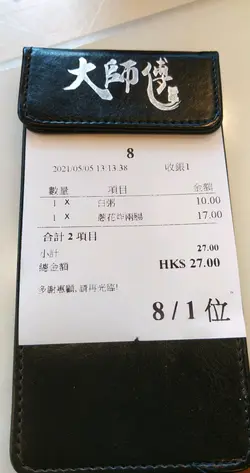 大師傅
8
2021/05/05 13:13:38 收銀1
數量 項目 金額
1 X 白粥 10.00
1 X 蔥花炸兩腸 17.00
合計 2 項目
小計 27.00
總金額 HK$ 27.00
多謝惠顧, 請再光臨!
8 / 1 位